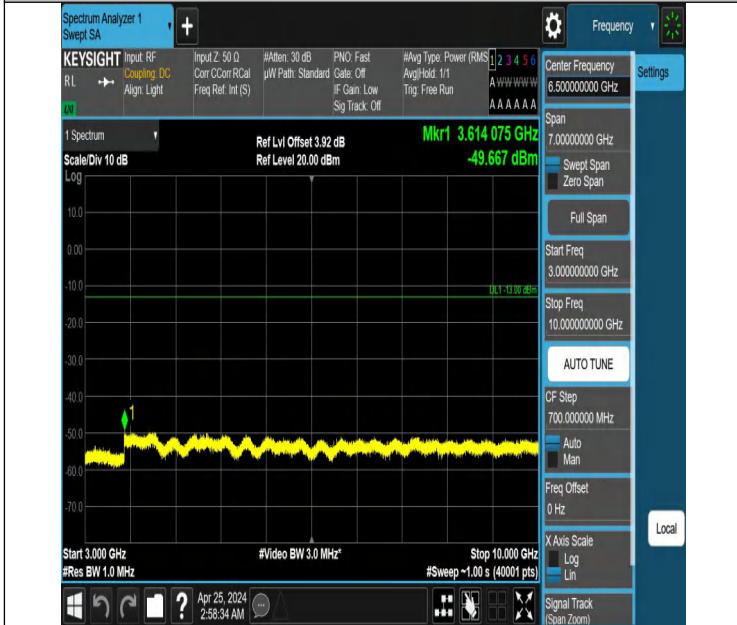 Spectrum Analyzer 1
Swept SA
+
Frequency
KEYSIGHT
RL
Input: RF
Coupling: DC
Align: Light
Input Z: 50 Ω
Corr CCorr RCal
Freq Ref: Int (S)
#Atten: 30 dB
µW Path: Standard
PNO: Fast
Gate: Off
IF Gain: Low
Sig Track: Off
#Avg Type: Power (RMS
Avg|Hold: 1/1
Trig: Free Run
1 2 3 4 5 6
A W W W W W
A A A A A A
1 Spectrum
Scale/Div 10 dB
Log
Ref Lvl Offset 3.92 dB
Ref Level 20.00 dBm
Mkr1 3.614 075 GHz
-49.667 dBm
10.0
0.00
-10.0
-20.0
-30.0
-40.0
-50.0
-60.0
-70.0
DL1 -13.00 dBm
1
Start 3.000 GHz
#Res BW 1.0 MHz
#Video BW 3.0 MHz*
Stop 10.000 GHz
#Sweep ~1.00 s (40001 pts)
?
Apr 25, 2024
2:58:34 AM
Center Frequency
6.500000000 GHz
Settings
Span
7.00000000 GHz
Swept Span
Zero Span
Full Span
Start Freq
3.000000000 GHz
Stop Freq
10.000000000 GHz
AUTO TUNE
CF Step
700.000000 MHz
Auto
Man
Freq Offset
0 Hz
X Axis Scale
Log
Lin
Local
Signal Track
(Span Zoom)